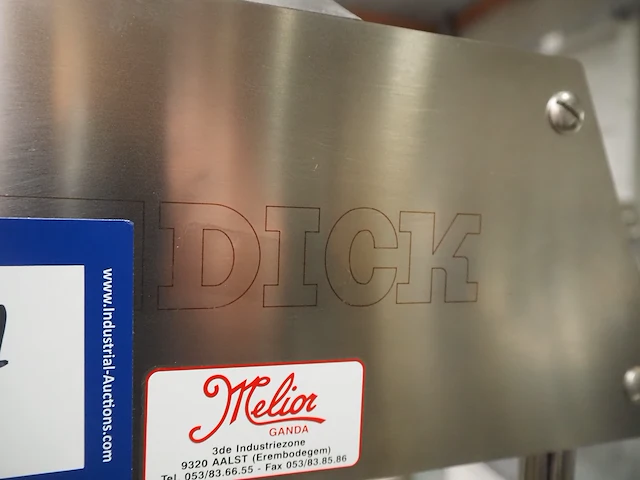 DICK
www.Industrial-Auctions.com
Melior
GANDA
3de Industriezone
9320 AALST (Erembodegem)
Tel. 053/83.66.55 - Fax 053/83.85.86